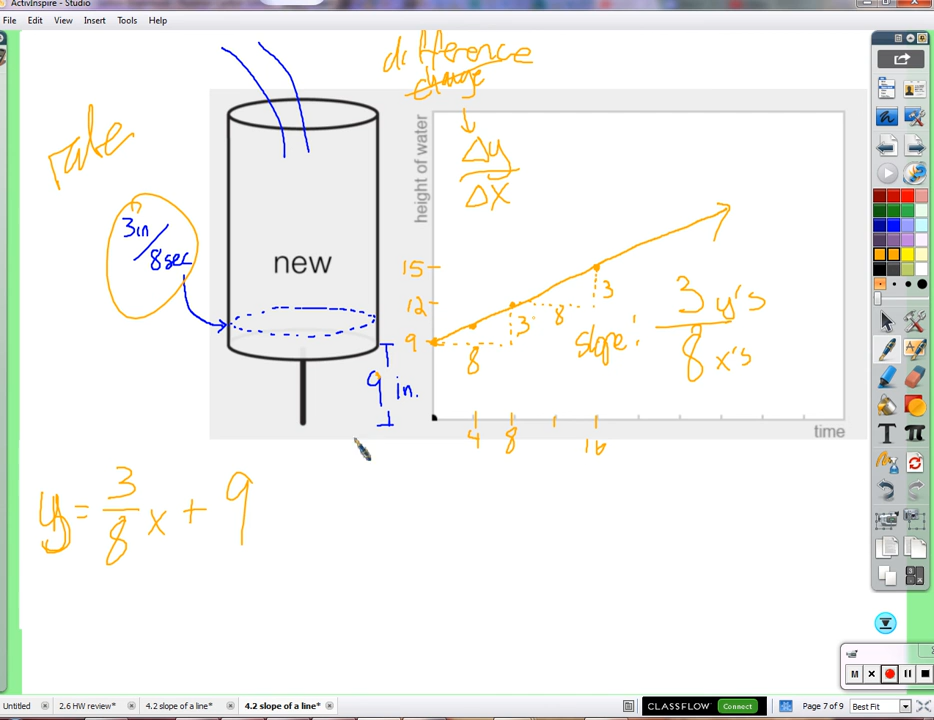 ActivInspire - Studio
File Edit View Insert Tools Help
difference
change
rate
Δy
ΔX
height of water
3in
/
8sec
new
15
12
9
3
8
3
8
slope:
3 y's
8 x's
9 in.
4 8 16
time
y = 3/8 x + 9
M
Untitled 2.6 HW review* 4.2 slope of a line* 4.2 slope of a line*
CLASSFLOW Connect
Page 7 of 9 Best Fit